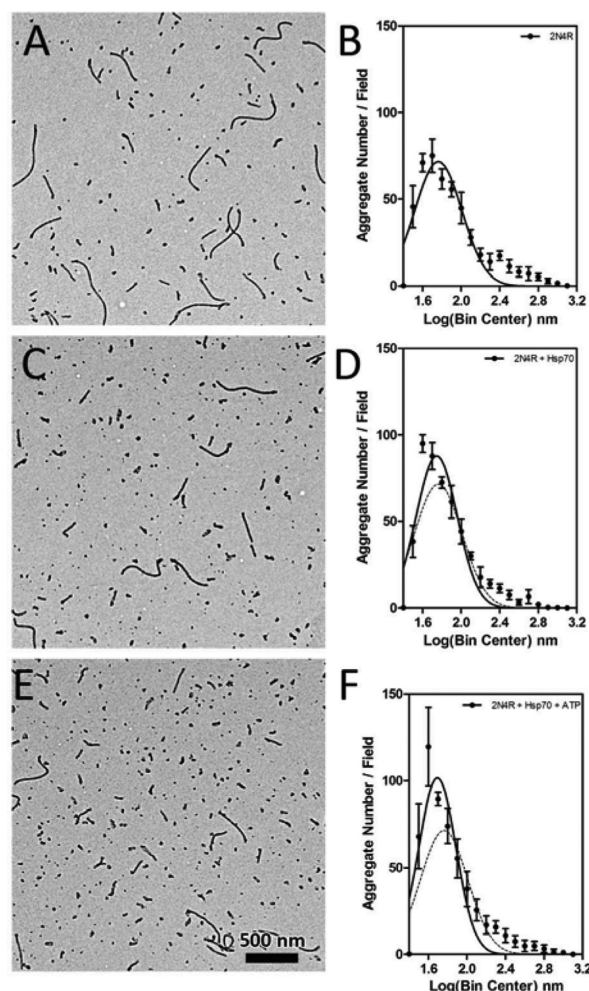 A
B
2N4R
Aggregate Number / Field
150
100
50
0
1.6 2.0 2.4 2.8 3.2
Log(Bin Center) nm
C
D
2N4R + Hsp70
Aggregate Number / Field
150
100
50
0
1.6 2.0 2.4 2.8 3.2
Log(Bin Center) nm
E
500 nm
F
2N4R + Hsp70 + ATP
Aggregate Number / Field
150
100
50
0
1.6 2.0 2.4 2.8 3.2
Log(Bin Center) nm